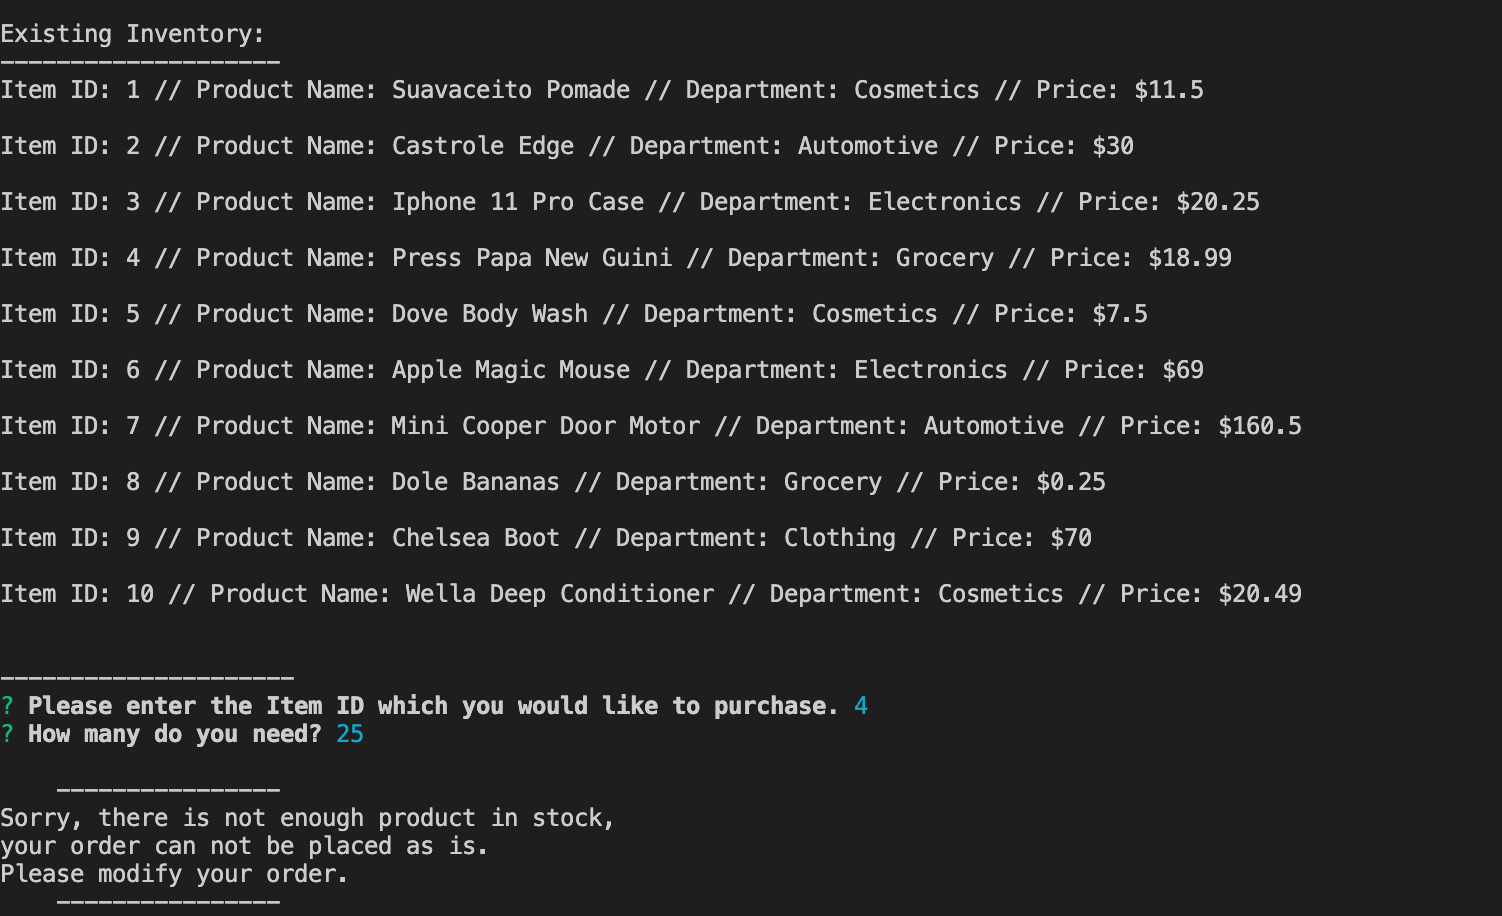 Existing Inventory:
--------------------
Item ID: 1 // Product Name: Suavaceito Pomade // Department: Cosmetics // Price: $11.5
Item ID: 2 // Product Name: Castrole Edge // Department: Automotive // Price: $30
Item ID: 3 // Product Name: Iphone 11 Pro Case // Department: Electronics // Price: $20.25
Item ID: 4 // Product Name: Press Papa New Guini // Department: Grocery // Price: $18.99
Item ID: 5 // Product Name: Dove Body Wash // Department: Cosmetics // Price: $7.5
Item ID: 6 // Product Name: Apple Magic Mouse // Department: Electronics // Price: $69
Item ID: 7 // Product Name: Mini Cooper Door Motor // Department: Automotive // Price: $160.5
Item ID: 8 // Product Name: Dole Bananas // Department: Grocery // Price: $0.25
Item ID: 9 // Product Name: Chelsea Boot // Department: Clothing // Price: $70
Item ID: 10 // Product Name: Wella Deep Conditioner // Department: Cosmetics // Price: $20.49
---------------------
? Please enter the Item ID which you would like to purchase. 4
? How many do you need? 25
----------------
Sorry, there is not enough product in stock,
your order can not be placed as is.
Please modify your order.
----------------